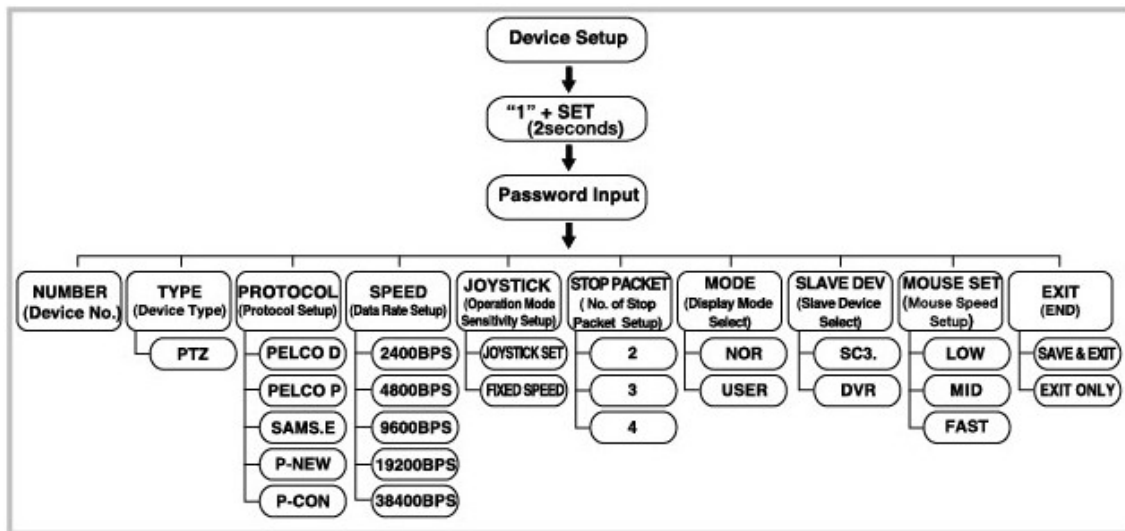 Device Setup
“1” + SET
(2seconds)
Password Input
NUMBER
(Device No.)
TYPE
(Device Type)
PTZ
PROTOCOL
(Protocol Setup)
PELCO D
PELCO P
SAMS.E
P-NEW
P-CON
SPEED
(Data Rate Setup)
2400BPS
4800BPS
9600BPS
19200BPS
38400BPS
JOYSTICK
(Operation Mode
Sensitivity Setup)
JOYSTICK SET
FIXED SPEED
STOP PACKET
( No. of Stop
Packet Setup)
2
3
4
MODE
(Display Mode
Select)
NOR
USER
SLAVE DEV
(Slave Device
Select)
SC3.
DVR
MOUSE SET
(Mouse Speed
Setup)
LOW
MID
FAST
EXIT
(END)
SAVE & EXIT
EXIT ONLY